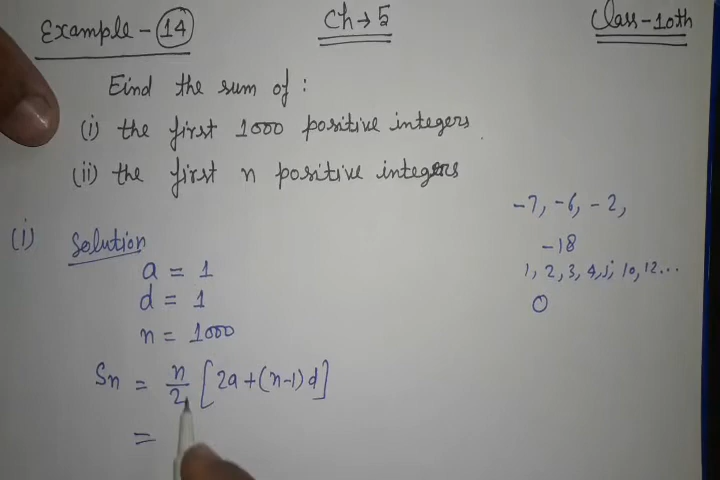 Example - 14 Ch → 5 Class - 10th
Find the sum of :
(i) the first 1000 positive integers.
(ii) the first n positive integers
-7, -6, -2,
(i) Solution
-18
a = 1
1, 2, 3, 4, 5, 10, 12...
d = 1
0
n = 1000
Sn = n/2 [2a+(n-1)d]
=